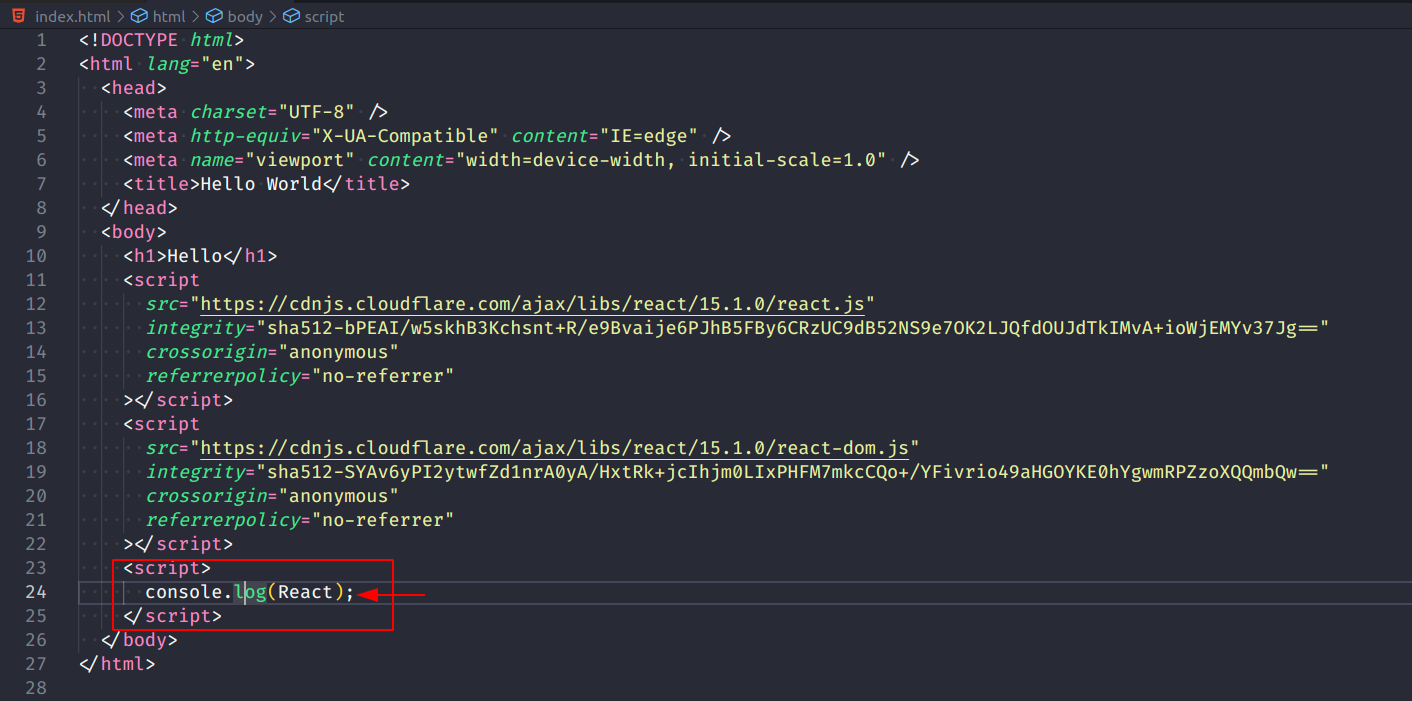 index.html > html > body > script
1 <!DOCTYPE html>
2 <html lang="en">
3 <head>
4 <meta charset="UTF-8" />
5 <meta http-equiv="X-UA-Compatible" content="IE=edge" />
6 <meta name="viewport" content="width=device-width, initial-scale=1.0" />
7 <title>Hello World</title>
8 </head>
9 <body>
10 <h1>Hello</h1>
11 <script
12 src="https://cdnjs.cloudflare.com/ajax/libs/react/15.1.0/react.js"
13 integrity="sha512-bPEAI/w5skhB3Kchsnt+R/e9Bvaije6PJhB5FBy6CRzUC9dB52NS9e7OK2LJQfdOUJdTkIMvA+ioWjEMYv37Jg=="
14 crossorigin="anonymous"
15 referrerpolicy="no-referrer"
16 ></script>
17 <script
18 src="https://cdnjs.cloudflare.com/ajax/libs/react/15.1.0/react-dom.js"
19 integrity="sha512-SYAv6yPI2ytwfZd1nrA0yA/HxtRk+jcIhjm0LIxPHFM7mkcCQo+/YFivrio49aHGOYKE0hYgwmRPZzoXQQmbQw=="
20 crossorigin="anonymous"
21 referrerpolicy="no-referrer"
22 ></script>
23 <script>
24 console.log(React);
25 </script>
26 </body>
27 </html>
28